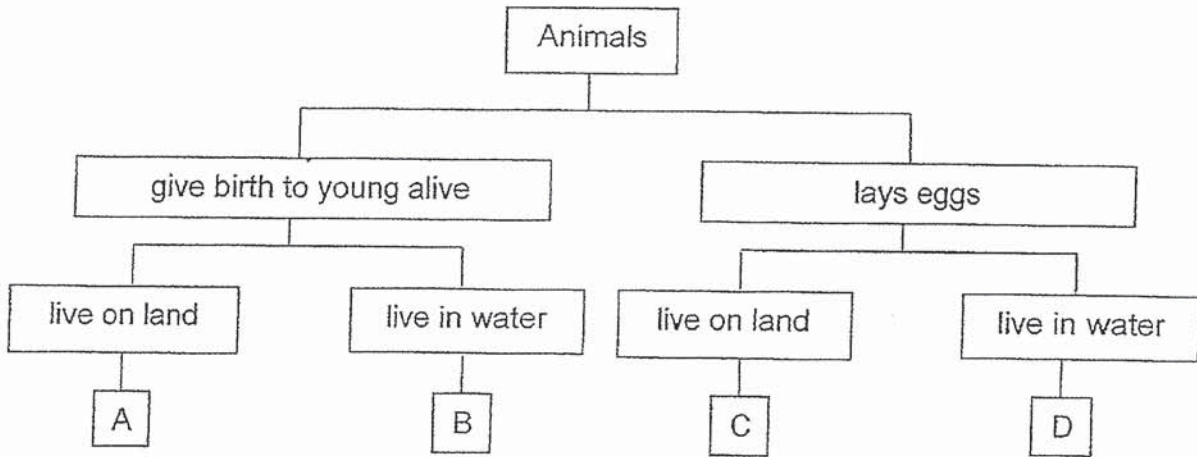 Animals
give birth to young alive
lays eggs
live on land
live in water
live on land
live in water
A
B
C
D